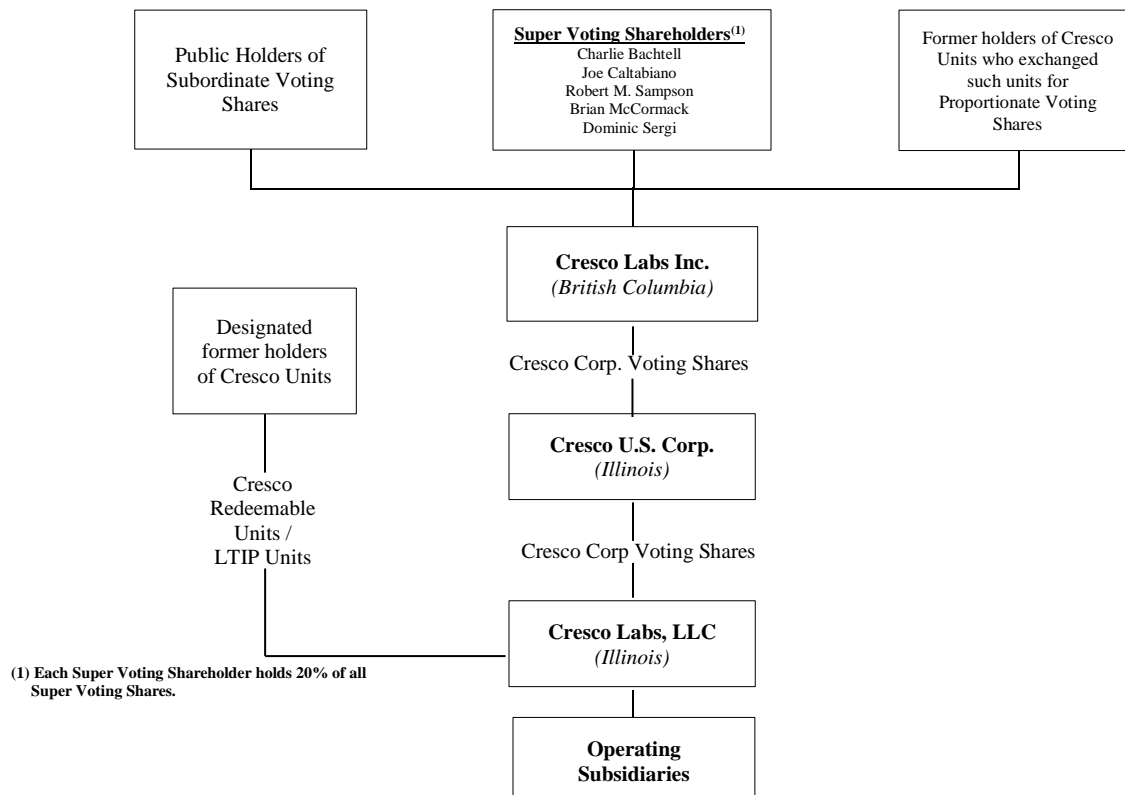 Public Holders of
Subordinate Voting
Shares
Super Voting Shareholders(1)
Charlie Bachtell
Joe Caltabiano
Robert M. Sampson
Brian McCormack
Dominic Sergi
Former holders of Cresco
Units who exchanged
such units for
Proportionate Voting
Shares
Cresco Labs Inc.
(British Columbia)
Designated
former holders
of Cresco Units
Cresco Corp. Voting Shares
Cresco U.S. Corp.
(Illinois)
Cresco
Redeemable
Units /
LTIP Units
Cresco Corp Voting Shares
Cresco Labs, LLC
(Illinois)
(1) Each Super Voting Shareholder holds 20% of all
Super Voting Shares.
Operating
Subsidiaries